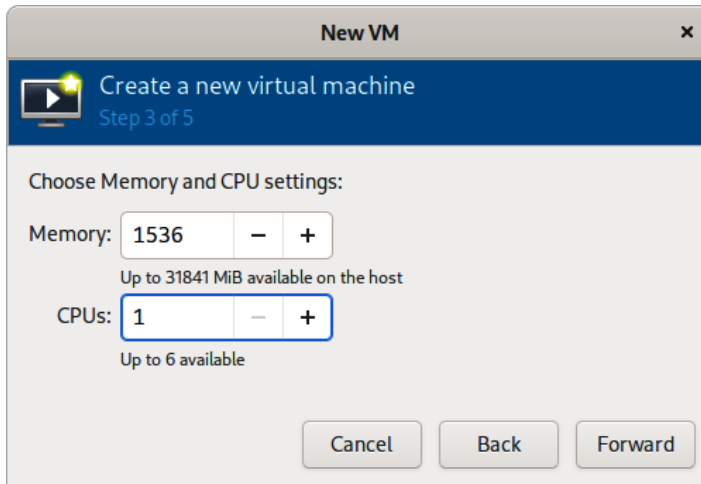 New VM ×
Create a new virtual machine
Step 3 of 5
Choose Memory and CPU settings:
Memory: 1536 − +
Up to 31841 MiB available on the host
CPUs: 1 − +
Up to 6 available
Cancel Back Forward